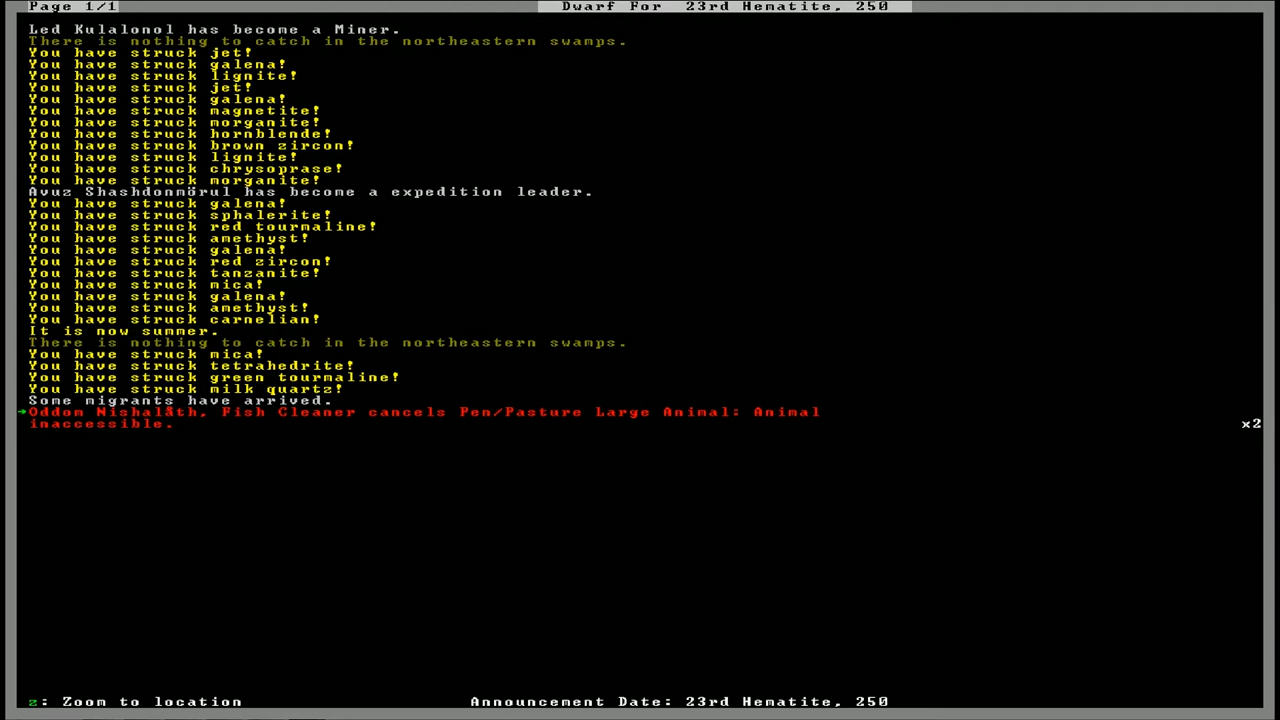 Page 1/1
Dwarf For 23rd Hematite, 250
Led Kulalonol has become a Miner.
There is nothing to catch in the northeastern swamps.
You have struck jet!
You have struck galena!
You have struck lignite!
You have struck jet!
You have struck galena!
You have struck magnetite!
You have struck morganite!
You have struck hornblende!
You have struck brown zircon!
You have struck lignite!
You have struck chrysoprase!
You have struck morganite!
Avuz Shashdonmörul has become a expedition leader.
You have struck galena!
You have struck sphalerite!
You have struck red tourmaline!
You have struck amethyst!
You have struck galena!
You have struck red zircon!
You have struck tanzanite!
You have struck mica!
You have struck galena!
You have struck amethyst!
You have struck carnelian!
It is now summer.
There is nothing to catch in the northeastern swamps.
You have struck mica!
You have struck tetrahedrite!
You have struck green tourmaline!
You have struck milk quartz!
Some migrants have arrived.
→Oddom Nishalâth, Fish Cleaner cancels Pen/Pasture Large Animal: Animal
inaccessible. x2
z: Zoom to location Announcement Date: 23rd Hematite, 250